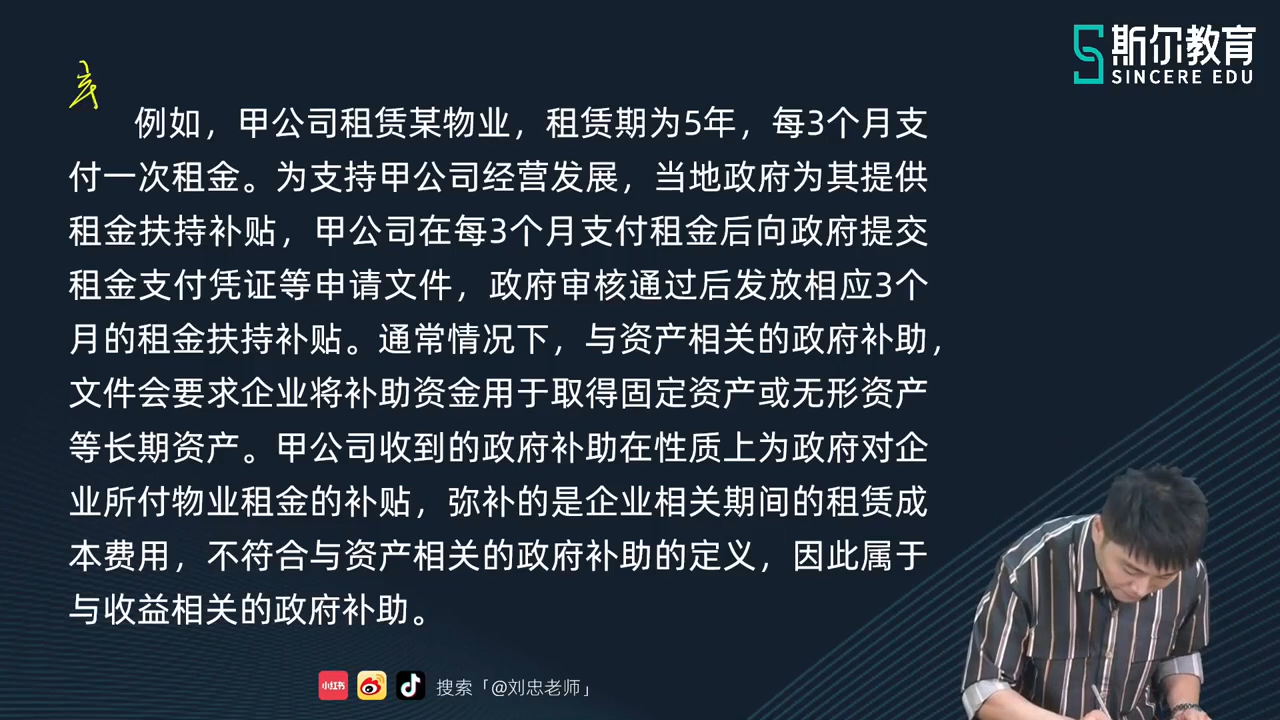 斯尔教育
SINCERE EDU
例如，甲公司租赁某物业，租赁期为5年，每3个月支
付一次租金。为支持甲公司经营发展，当地政府为其提供
租金扶持补贴，甲公司在每3个月支付租金后向政府提交
租金支付凭证等申请文件，政府审核通过后发放相应3个
月的租金扶持补贴。通常情况下，与资产相关的政府补助，
文件会要求企业将补助资金用于取得固定资产或无形资产
等长期资产。甲公司收到的政府补助在性质上为政府对企
业所付物业租金的补贴，弥补的是企业相关期间的租赁成
本费用，不符合与资产相关的政府补助的定义，因此属于
与收益相关的政府补助。
小红书 搜索「@刘忠老师」